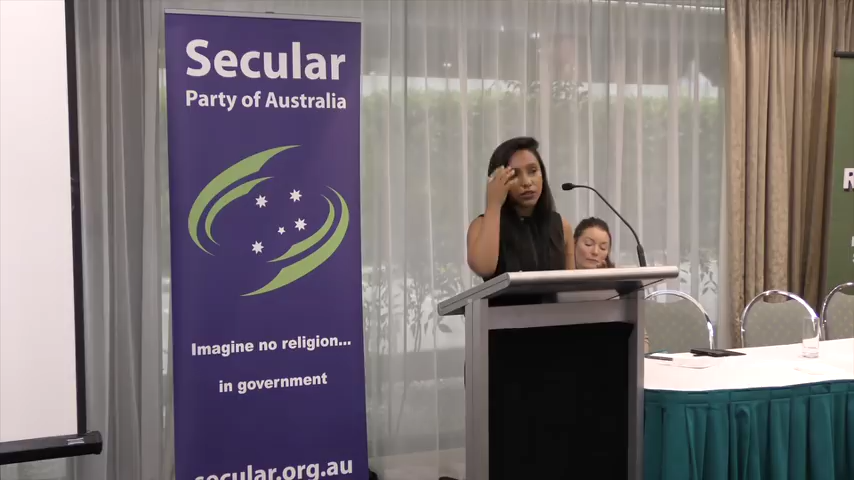 Secular
Party of Australia
Imagine no religion...
in government
secular.org.au
R